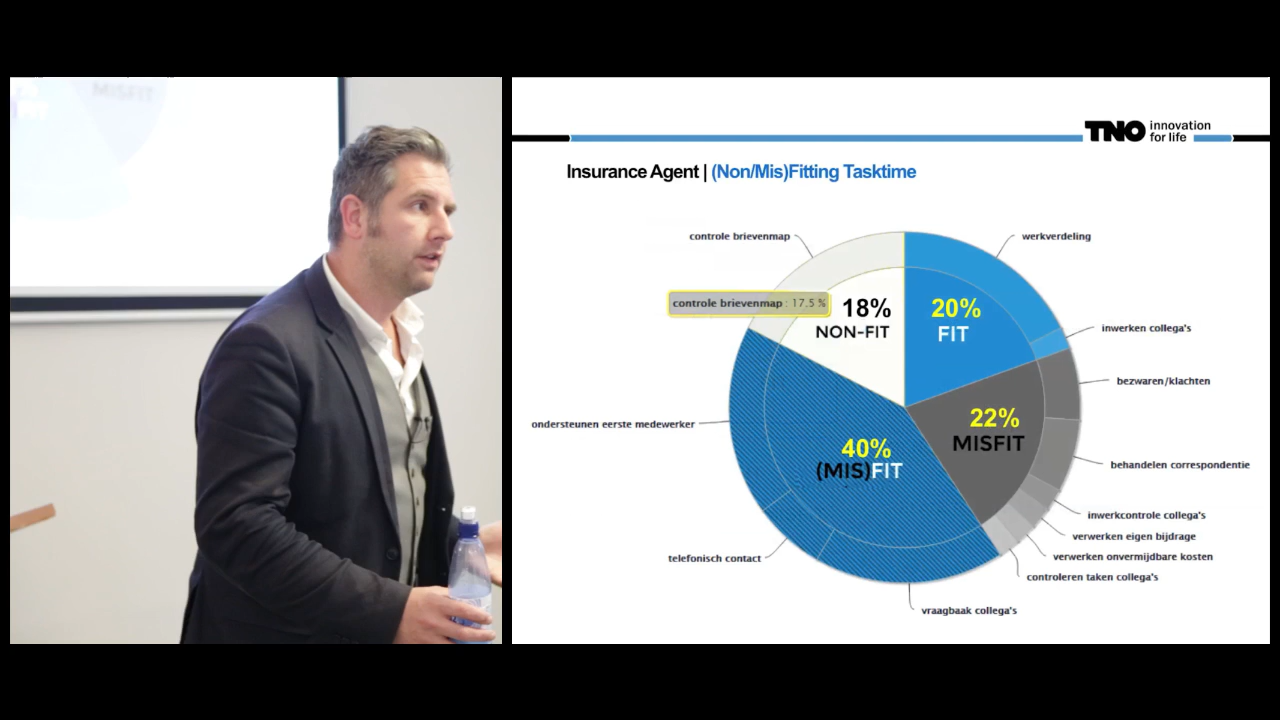 MISFIT
TNO innovation
for life
Insurance Agent | (Non/Mis)Fitting Tasktime
controle brievenmap
werkverdeling
controle brievenmap : 17.5 %
18%
NON-FIT
20%
FIT
inwerken collega's
bezwaren/klachten
22%
MISFIT
ondersteunen eerste medewerker
40%
(MIS)FIT
behandelen correspondentie
inwerkcontrole collega's
verwerken eigen bijdrage
verwerken onvermijdbare kosten
telefonisch contact
controleren taken collega's
vraagbaak collega's